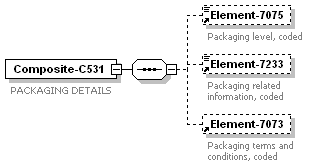 Element-7075
Packaging level, coded
Composite-C531
PACKAGING DETAILS
Element-7233
Packaging related
information, coded
Element-7073
Packaging terms and
conditions, coded